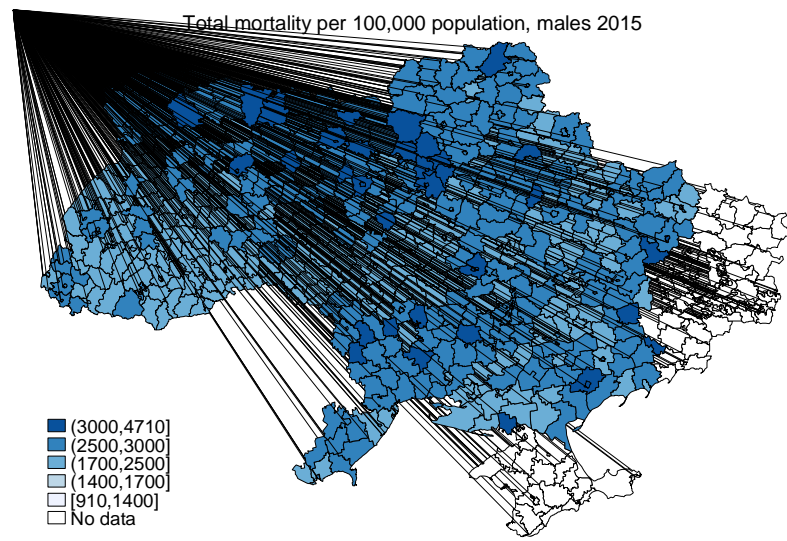 Total mortality per 100,000 population, males 2015
(3000,4710]
(2500,3000]
(1700,2500]
(1400,1700]
[910,1400]
No data